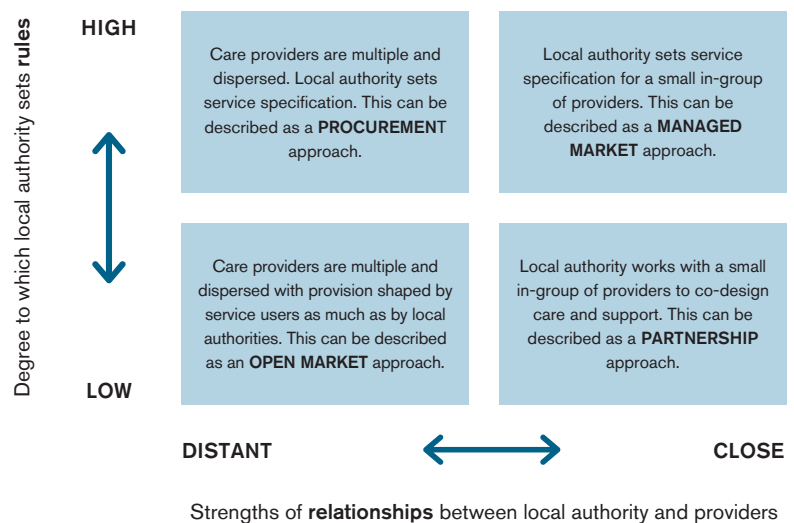 Degree to which local authority sets rules
HIGH
Care providers are multiple and
dispersed. Local authority sets
service specification. This can be
described as a PROCUREMENT
approach.
Local authority sets service
specification for a small in-group
of providers. This can be
described as a MANAGED
MARKET approach.
Care providers are multiple and
dispersed with provision shaped by
service users as much as by local
authorities. This can be described
as an OPEN MARKET approach.
Local authority works with a small
in-group of providers to co-design
care and support. This can be
described as a PARTNERSHIP
approach.
LOW
DISTANT
CLOSE
Strengths of relationships between local authority and providers